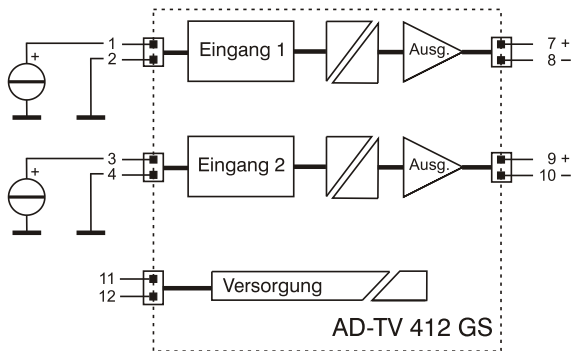 1 Eingang 1 Ausg. 7 +
+ 2 8 –
3 Eingang 2 Ausg. 9 +
+ 4 10 –
11 Versorgung
12
AD-TV 412 GS